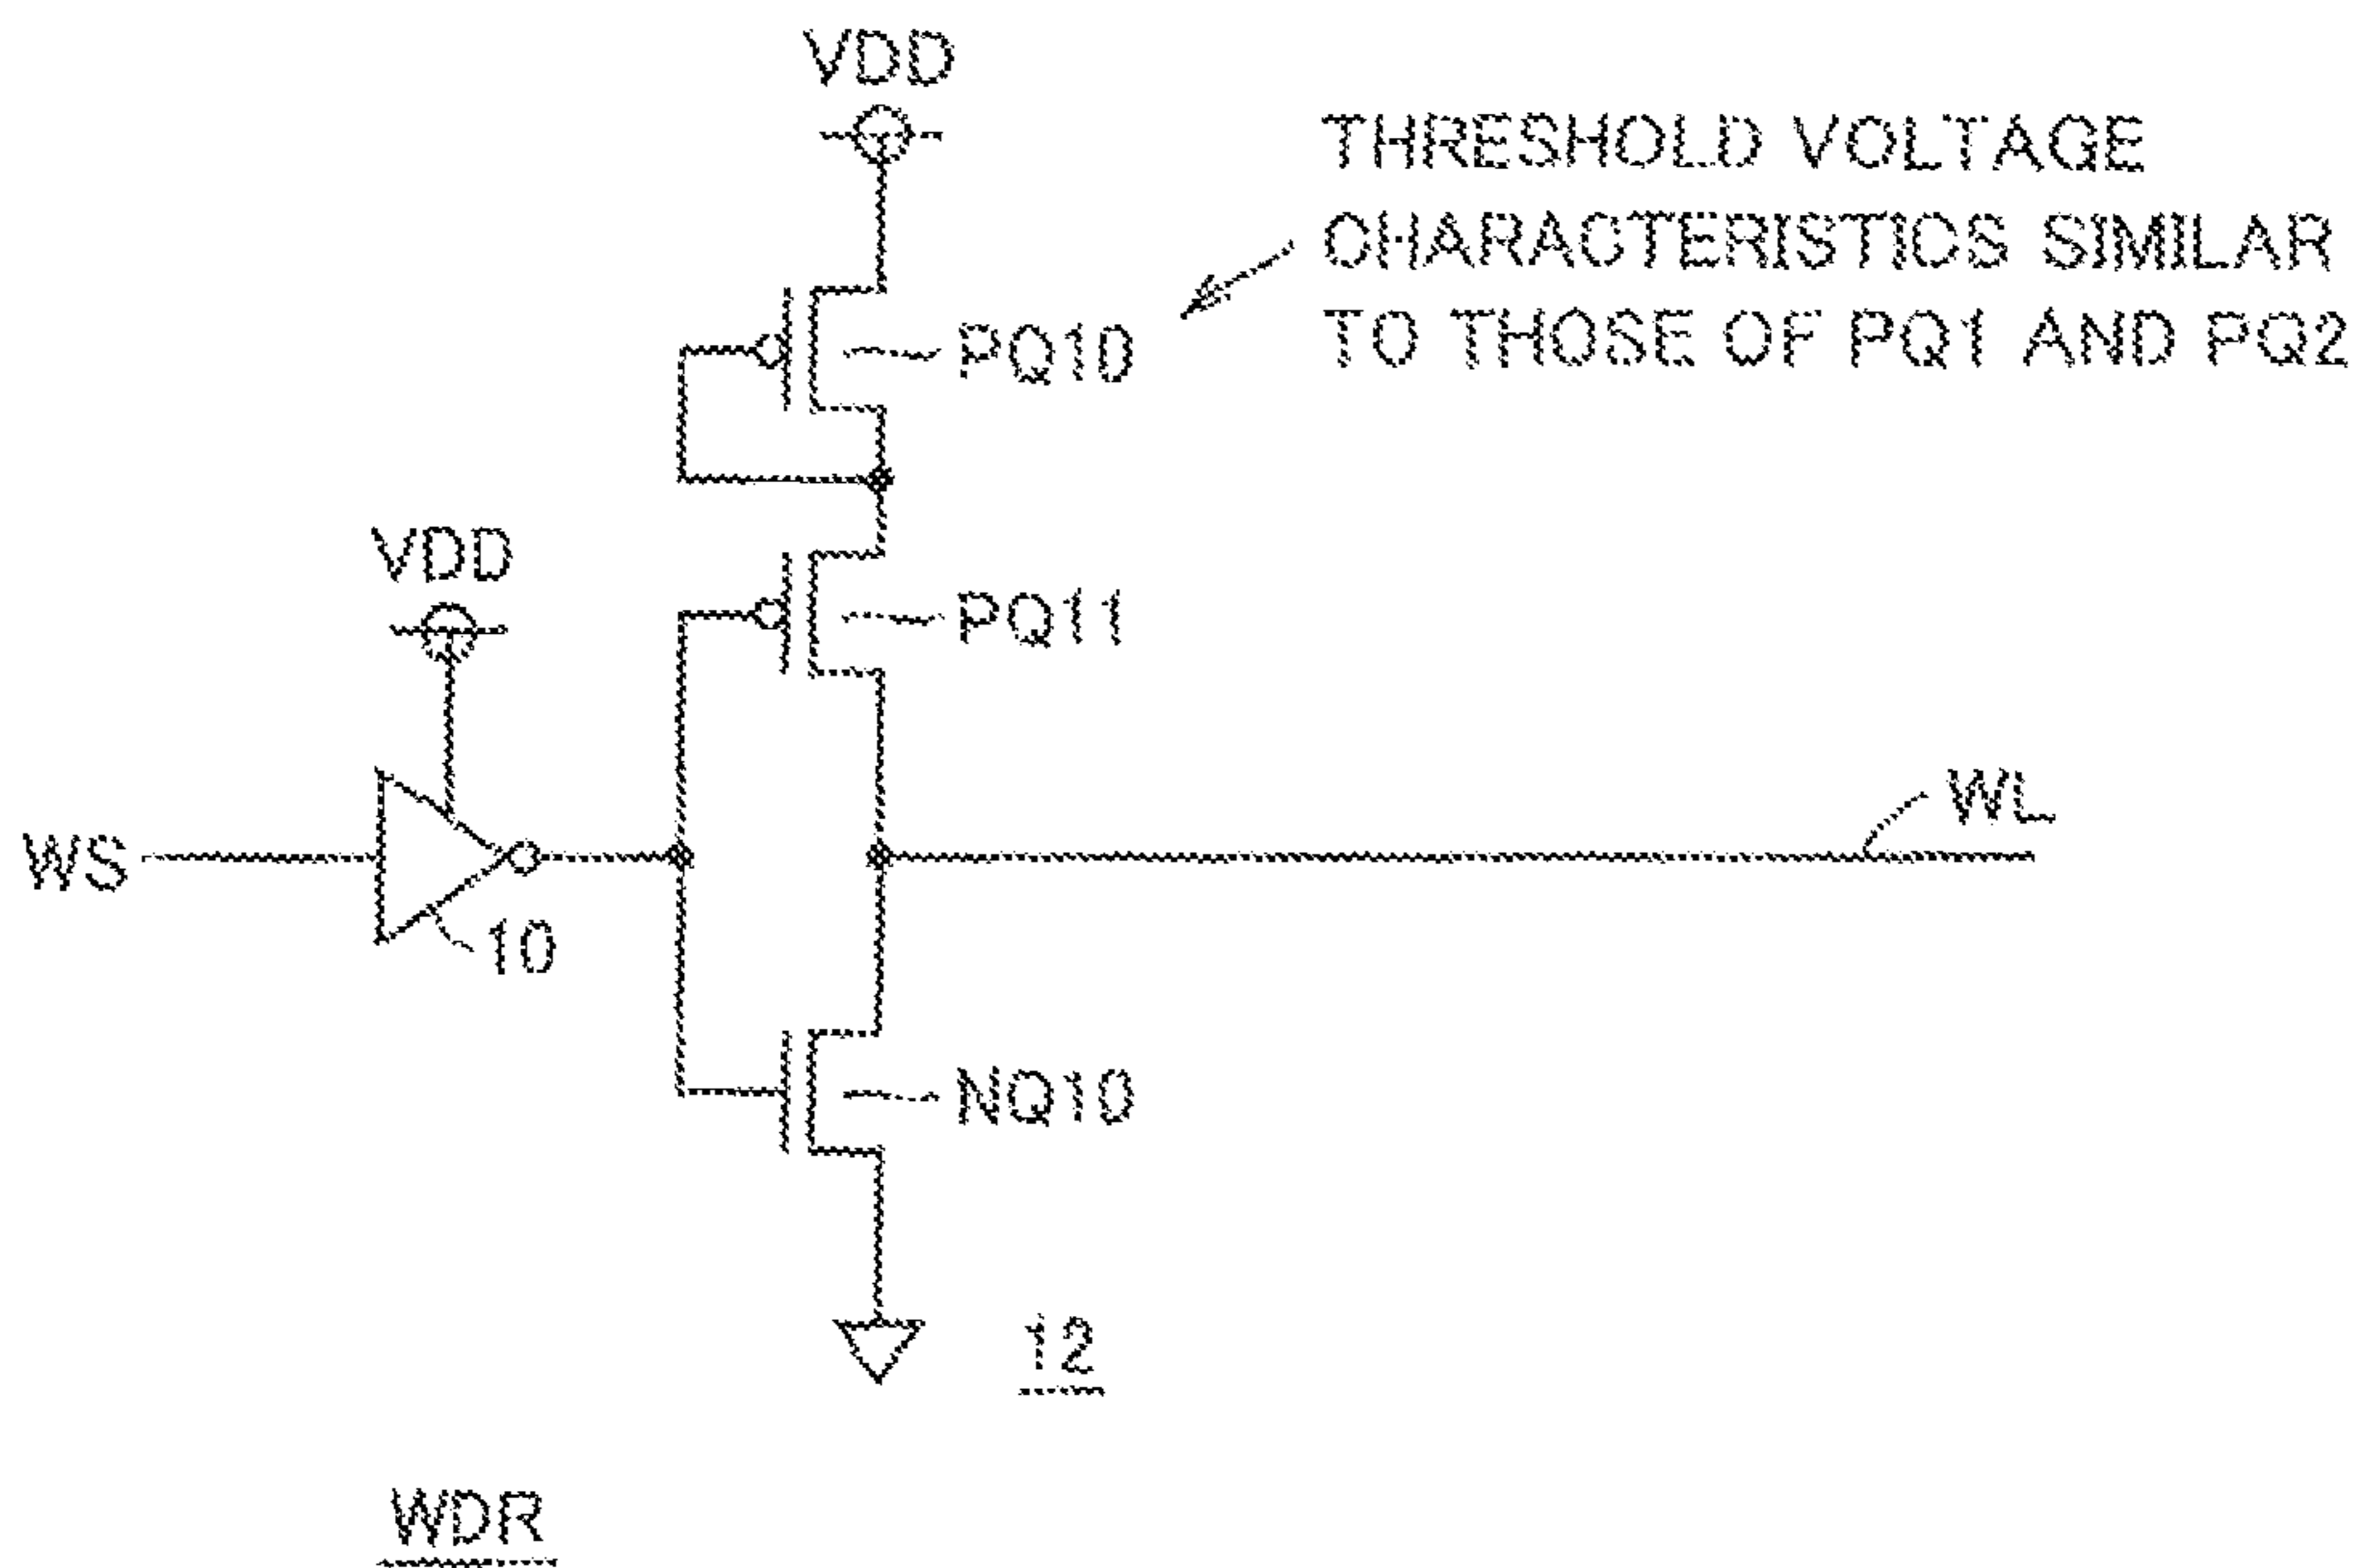 VDD
THRESHOLD VOLTAGE
CHARACTERISTICS SIMILAR
TO THOSE OF PQ1 AND PQ2
PQ10
VDD
PQ11
WL
WS
10
NQ10
12
WDR